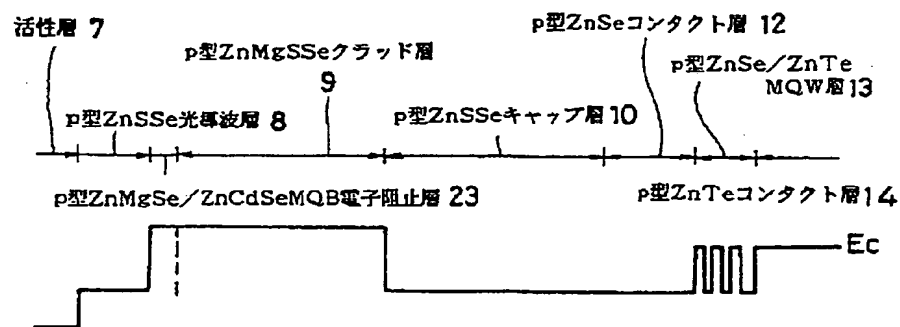 活性層 7
p型ZnMgSSeクラッド層
9
p型ZnSeコンタクト層 12
p型ZnSe/ZnTe
MQW層13
p型ZnSSe光導波層 8
p型ZnSSeキャップ層10
p型ZnMgSe/ZnCdSeMQB電子阻止層 23
p型ZnTeコンタクト層14
Ec